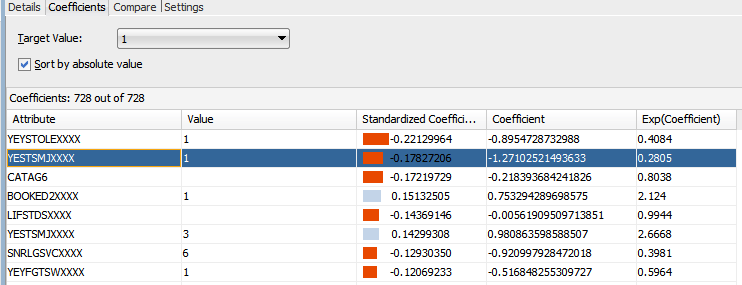 Details Coefficients Compare Settings
Target Value: 1
Sort by absolute value
Coefficients: 728 out of 728
Attribute Value Standardized Coeffici... Coefficient Exp(Coefficient)
YEYSTOLEXXXX 1 -0.22129964 -0.8954728732988 0.4084
YESTSMJXXXX 1 -0.17827206 -1.27102521493633 0.2805
CATAG6 -0.17219729 -0.218393684241826 0.8038
BOOKED2XXXX 1 0.15132505 0.753294289698575 2.124
LIFSTDSXXXX -0.14369146 -0.00561909509713851 0.9944
YESTSMJXXXX 3 0.14299308 0.980863598588507 2.6668
SNRLGSVCXXXX 6 -0.12930350 -0.920997928472018 0.3981
YEYFGTSWXXXX 1 -0.12069233 -0.516848255309727 0.5964